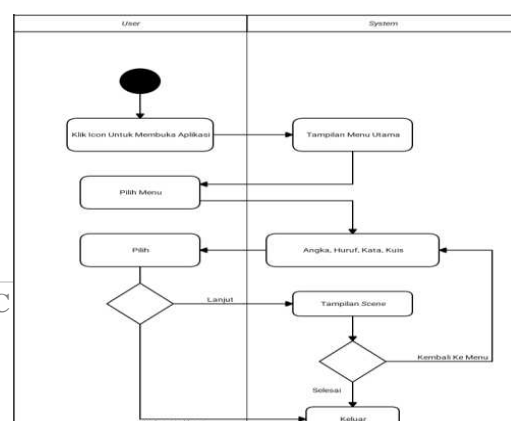 User
System
Klik Icon Untuk Membuka Aplikasi
Tampilan Menu Utama
Pilih Menu
Pilih
Angka, Huruf, Kata, Kuis
C
Lanjut
Tampilan Scene
Kembali Ke Menu
Selesai
Keluar